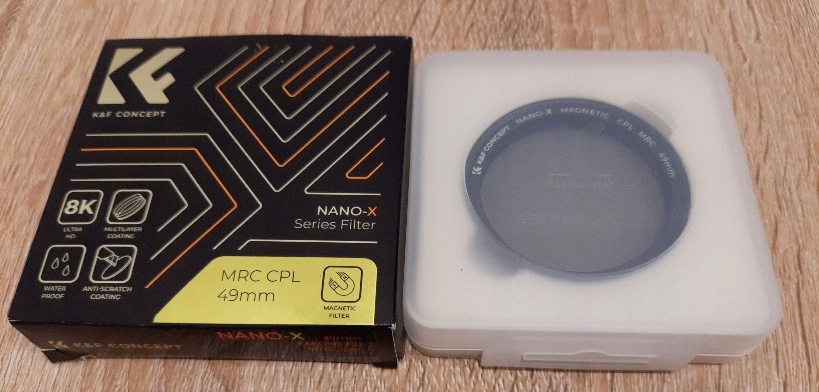 K&F CONCEPT
NANO-X
Series Filter
8K
ULTRA
HD
MULTILAYER
COATING
WATER
PROOF
ANTI-SCRATCH
COATING
MRC CPL
49mm
MAGNETIC
FILTER
K&F CONCEPT
NANO-X
49mm
K&F CONCEPT NANO-X MAGNETIC CPL MRC 49mm